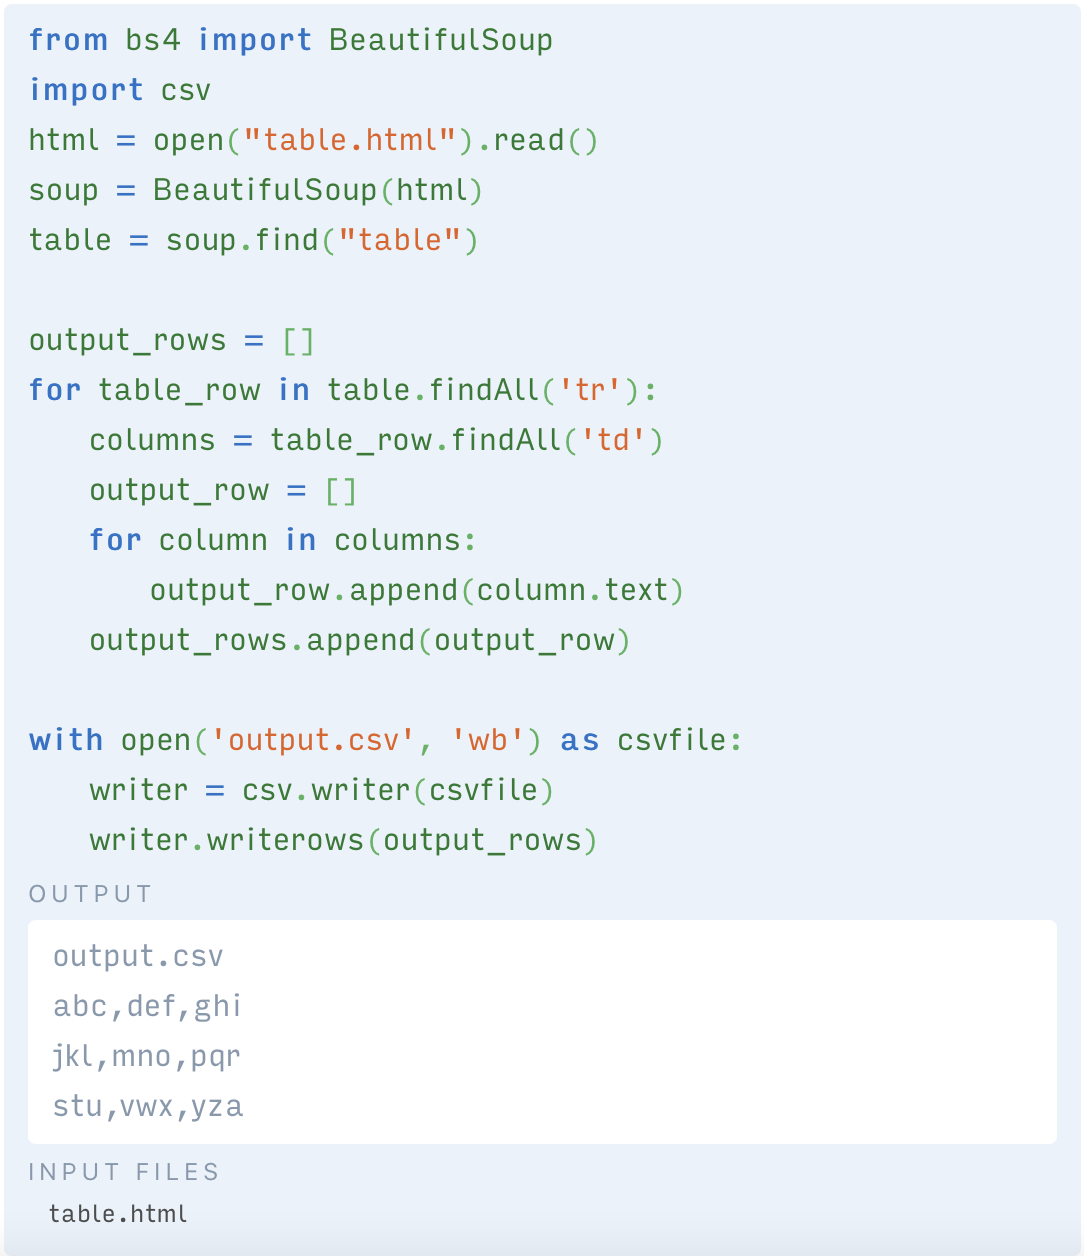 from bs4 import BeautifulSoup
import csv
html = open("table.html").read()
soup = BeautifulSoup(html)
table = soup.find("table")

output_rows = []
for table_row in table.findAll('tr'):
    columns = table_row.findAll('td')
    output_row = []
    for column in columns:
        output_row.append(column.text)
    output_rows.append(output_row)

with open('output.csv', 'wb') as csvfile:
    writer = csv.writer(csvfile)
    writer.writerows(output_rows)
OUTPUT
output.csv
abc,def,ghi
jkl,mno,pqr
stu,vwx,yza
INPUT FILES
table.html